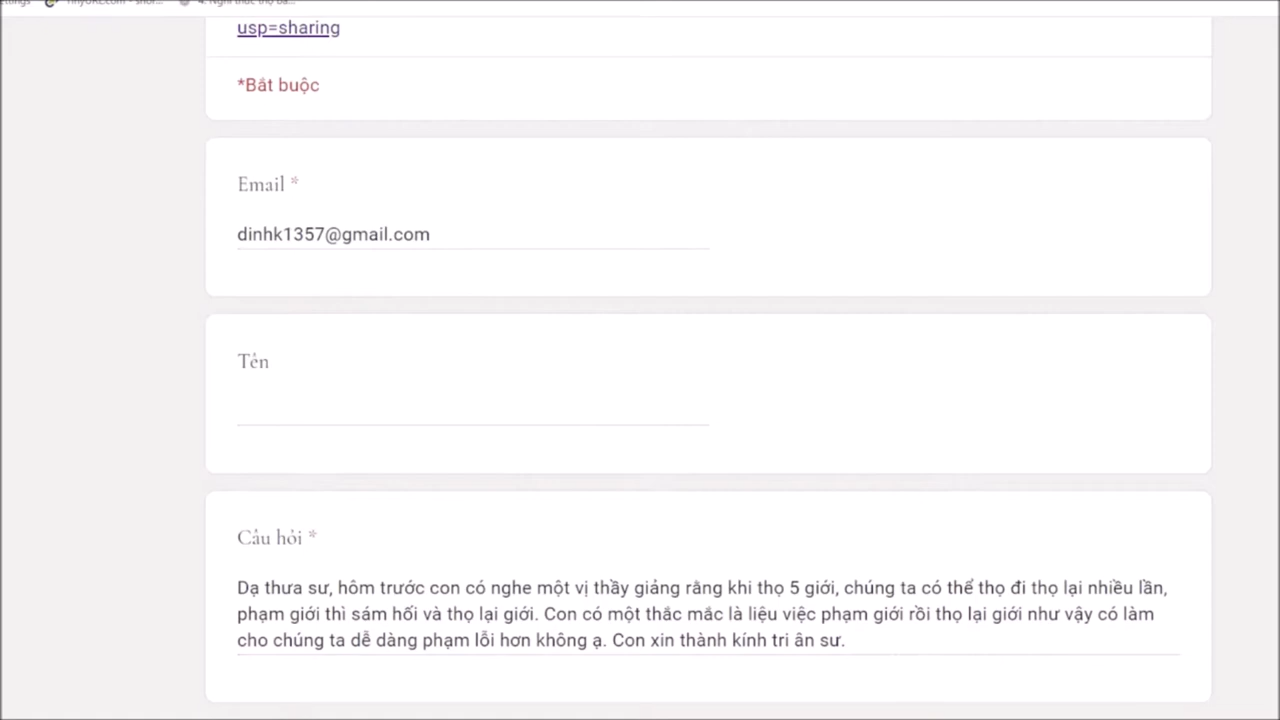 usp=sharing
*Bắt buộc
Email *
dinhk1357@gmail.com
Tên
Câu hỏi *
Dạ thưa sư, hôm trước con có nghe một vị thầy giảng rằng khi thọ 5 giới, chúng ta có thể thọ đi thọ lại nhiều lần,
phạm giới thì sám hối và thọ lại giới. Con có một thắc mắc là liệu việc phạm giới rồi thọ lại giới như vậy có làm
cho chúng ta dễ dàng phạm lỗi hơn không ạ. Con xin thành kính tri ân sư.